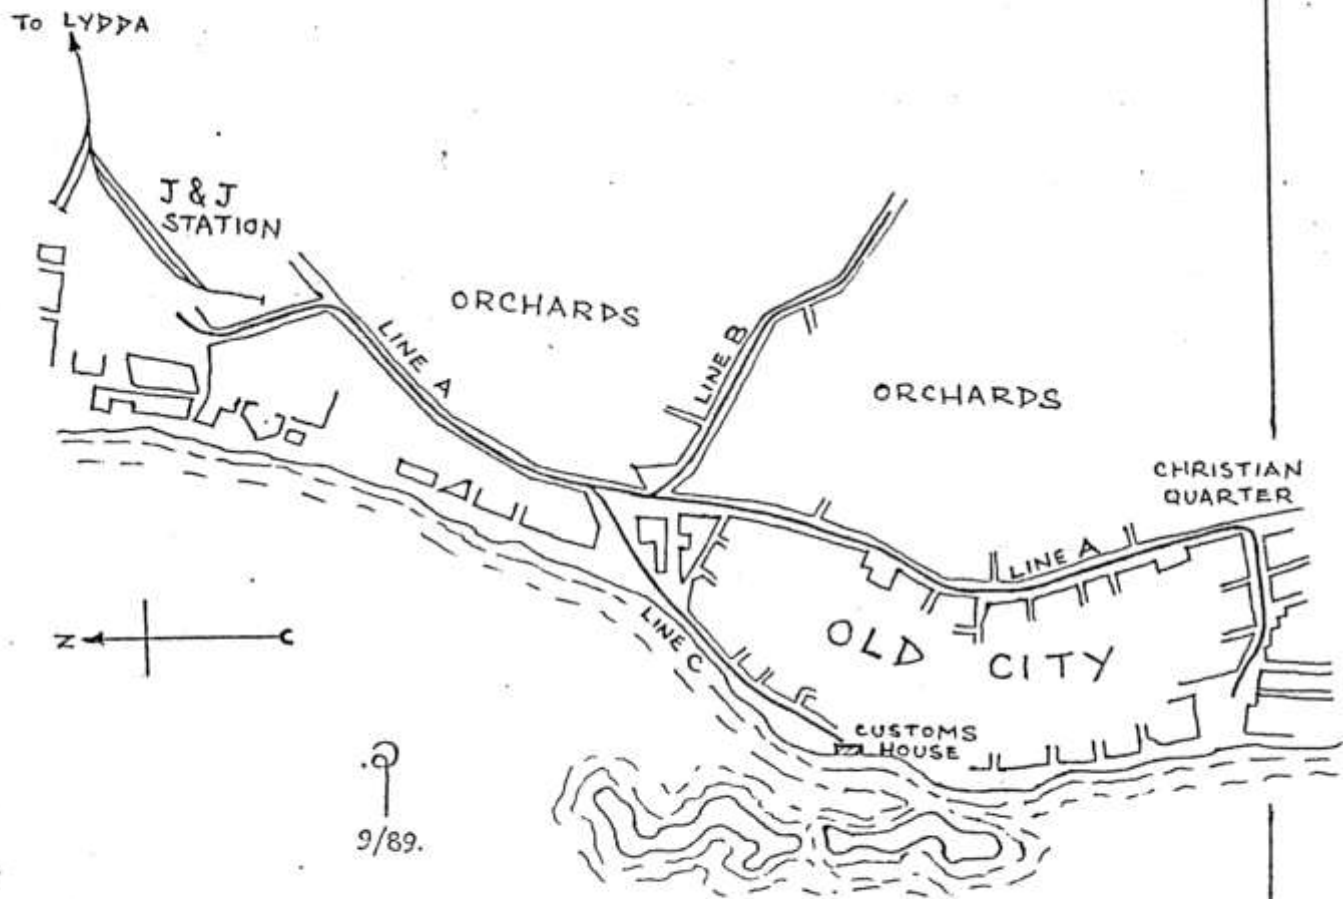 TO LYDDA
J & J
STATION
ORCHARDS
LINE A
LINE B
ORCHARDS
CHRISTIAN
QUARTER
LINE A
OLD CITY
LINE C
N
CUSTOMS
HOUSE
9/89.